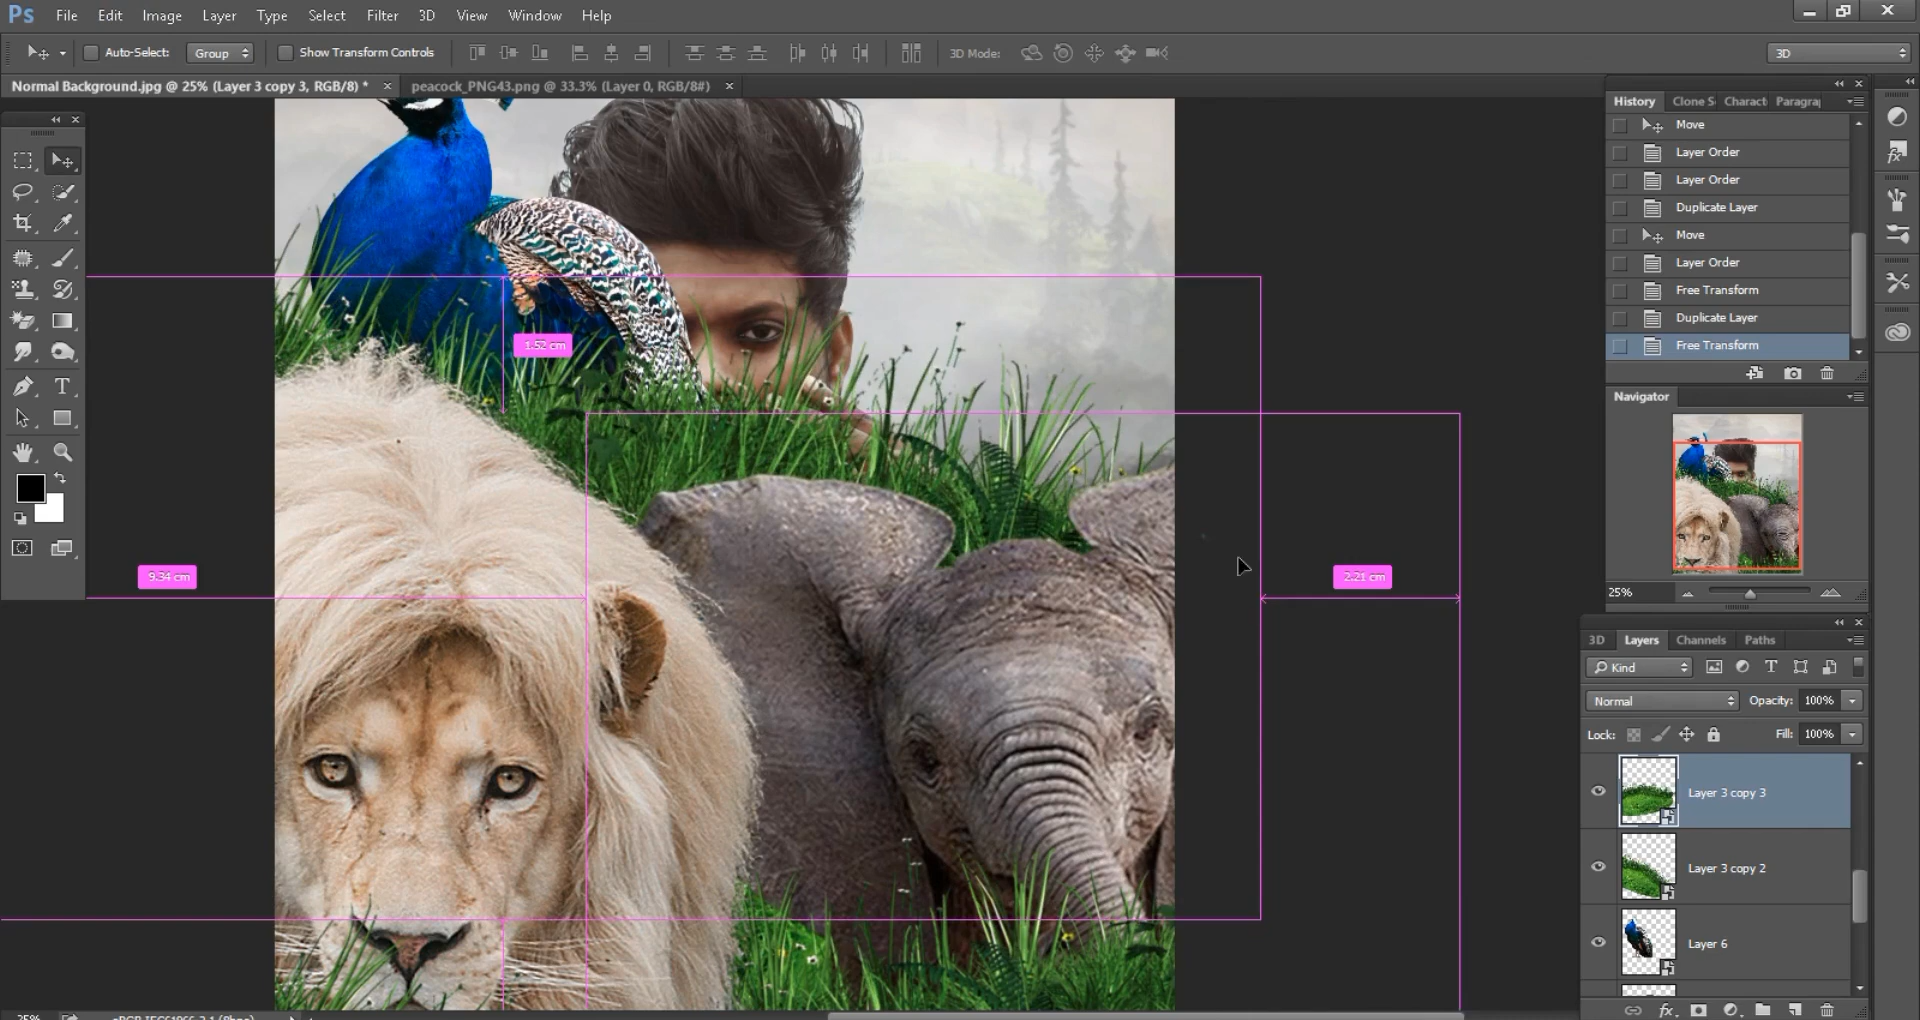 Ps File Edit Image Layer Type Select Filter 3D View Window Help
Auto-Select: Group Show Transform Controls 3D Mode: 3D
Normal Background.jpg @ 25% (Layer 3 copy 3, RGB/8) * × peacock_PNG43.png @ 33.3% (Layer 0, RGB/8#) ×
History Clone S Charact Paragra
Move
Layer Order
Layer Order
Duplicate Layer
Move
Layer Order
Free Transform
Duplicate Layer
Free Transform
1.52 cm
Navigator
9.34 cm
2.21 cm
25%
3D Layers Channels Paths
Kind
Normal Opacity: 100%
Lock: Fill: 100%
Layer 3 copy 3
Layer 3 copy 2
Layer 6